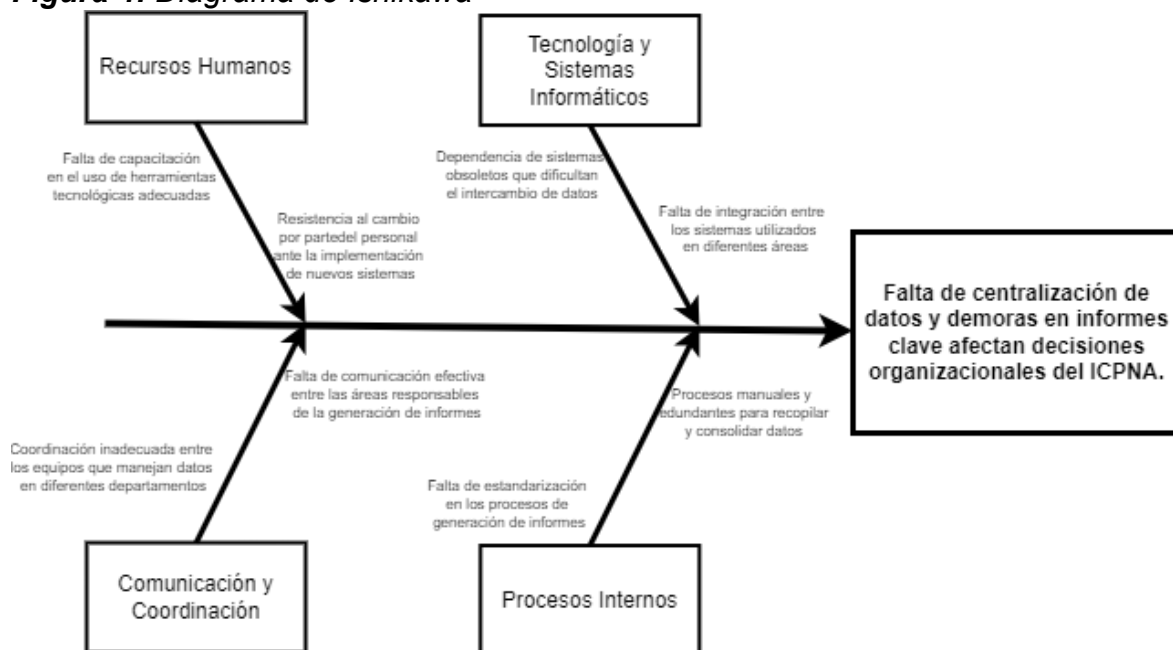 Figura 4. Diagrama de Ishikawa
Recursos Humanos
Tecnología y
Sistemas
Informáticos
Falta de capacitación
en el uso de herramientas
tecnológicas adecuadas
Resistencia al cambio
por partedel personal
ante la implementación
de nuevos sistemas
Dependencia de sistemas
obsoletos que dificultan
el intercambio de datos
Falta de integración entre
los sistemas utilizados
en diferentes áreas
Falta de centralización de
datos y demoras en informes
clave afectan decisiones
organizacionales del ICPNA.
Falta de comunicación efectiva
entre las áreas responsables
de la generación de informes
Coordinación inadecuada entre
los equipos que manejan datos
en diferentes departamentos
Procesos manuales y
edundantes para recopilar
y consolidar datos
Falta de estandarización
en los procesos de
generación de informes
Comunicación y
Coordinación
Procesos Internos